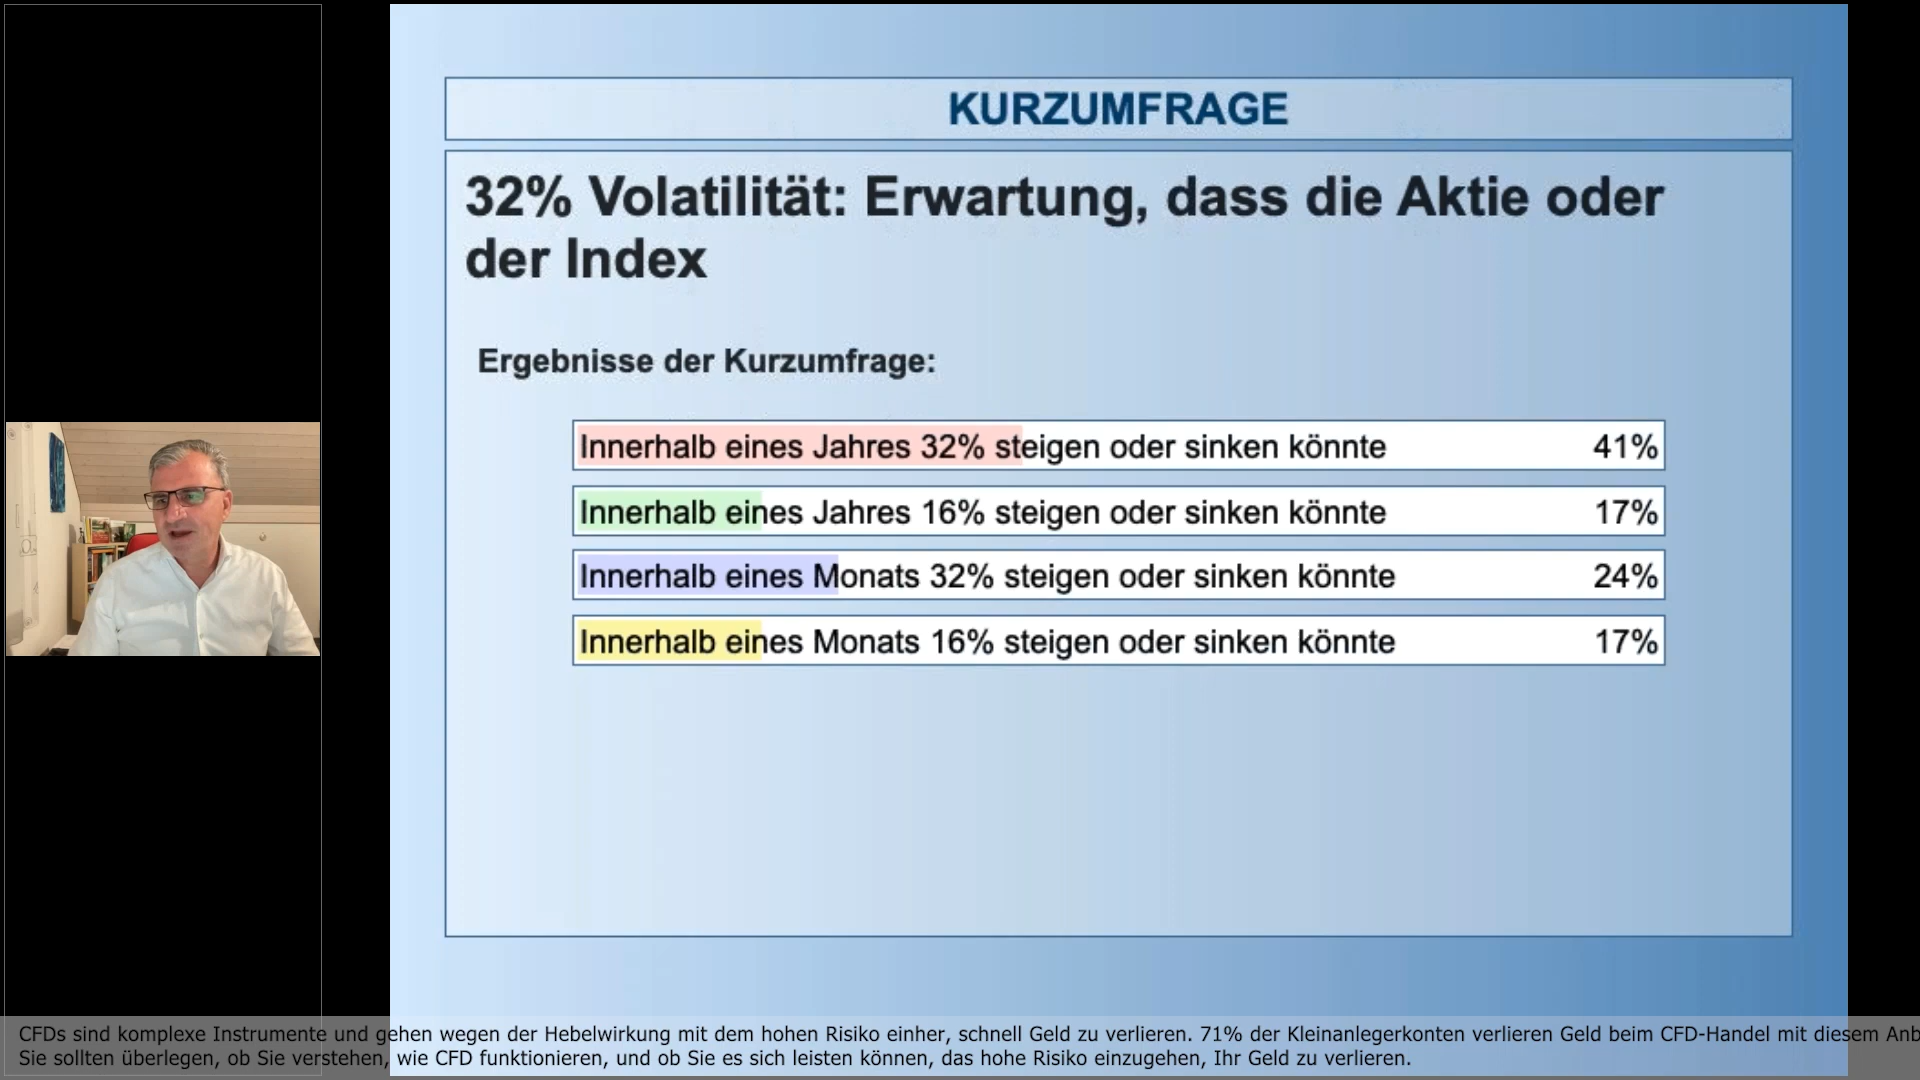 KURZUMFRAGE
32% Volatilität: Erwartung, dass die Aktie oder
der Index
Ergebnisse der Kurzumfrage:
Innerhalb eines Jahres 32% steigen oder sinken könnte 41%
Innerhalb eines Jahres 16% steigen oder sinken könnte 17%
Innerhalb eines Monats 32% steigen oder sinken könnte 24%
Innerhalb eines Monats 16% steigen oder sinken könnte 17%
CFDs sind komplexe Instrumente und gehen wegen der Hebelwirkung mit dem hohen Risiko einher, schnell Geld zu verlieren. 71% der Kleinanlegerkonten verlieren Geld beim CFD-Handel mit diesem Anb
Sie sollten überlegen, ob Sie verstehen, wie CFD funktionieren, und ob Sie es sich leisten können, das hohe Risiko einzugehen, Ihr Geld zu verlieren.